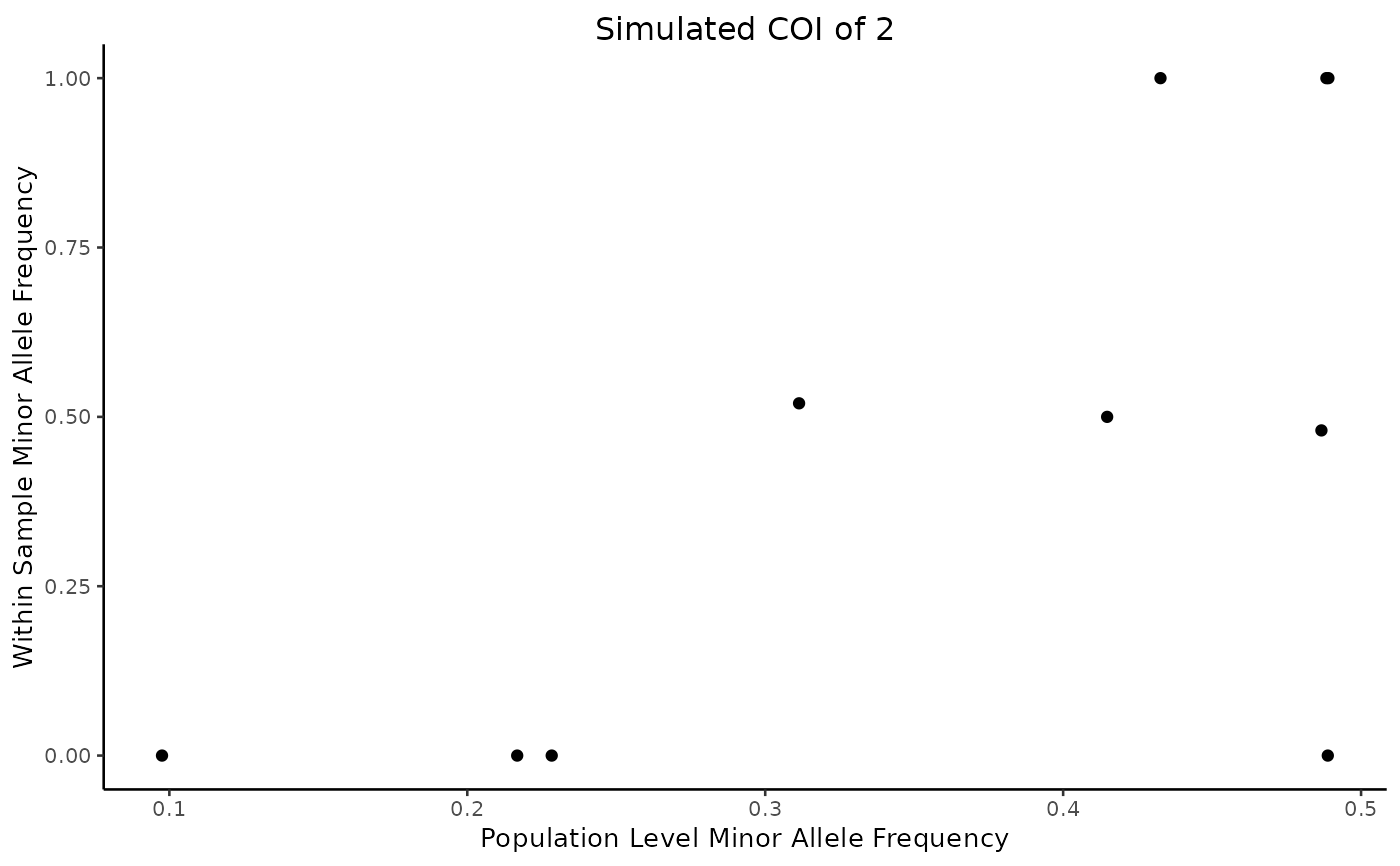 Simulated COI of 2
Within Sample Minor Allele Frequency
1.00
0.75
0.50
0.25
0.00
0.1 0.2 0.3 0.4 0.5
Population Level Minor Allele Frequency